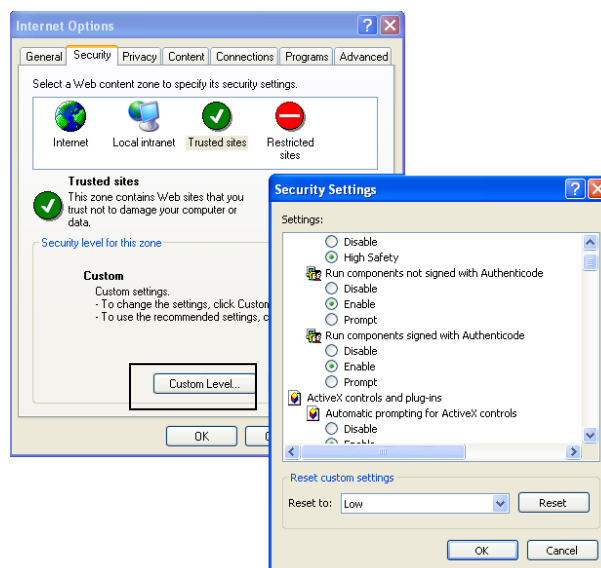 Internet Options
General Security Privacy Content Connections Programs Advanced
Select a Web content zone to specify its security settings.
Internet Local intranet Trusted sites Restricted
sites
Trusted sites
This zone contains Web sites that you
trust not to damage your computer or
data.
Security level for this zone
Custom
Custom settings.
- To change the settings, click Custom
- To use the recommended settings, c
Custom Level...
OK
Security Settings
Settings:
Disable
High Safety
Run components not signed with Authenticode
Disable
Enable
Prompt
Run components signed with Authenticode
Disable
Enable
Prompt
ActiveX controls and plug-ins
Automatic prompting for ActiveX controls
Disable
Enable
Reset custom settings
Reset to: Low Reset
OK Cancel